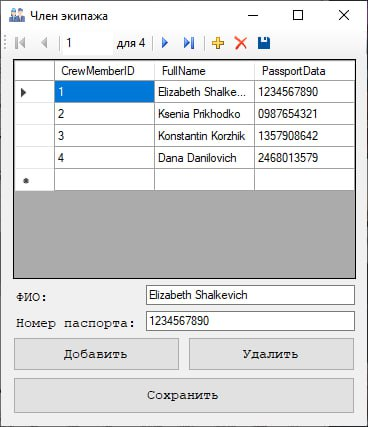 Член экипажа
1 для 4
CrewMemberID FullName PassportData
1 Elizabeth Shalke... 1234567890
2 Ksenia Prikhodko 0987654321
3 Konstantin Korzhik 1357908642
4 Dana Danilovich 2468013579
ФИО: Elizabeth Shalkevich
Номер паспорта: 1234567890
Добавить Удалить
Сохранить